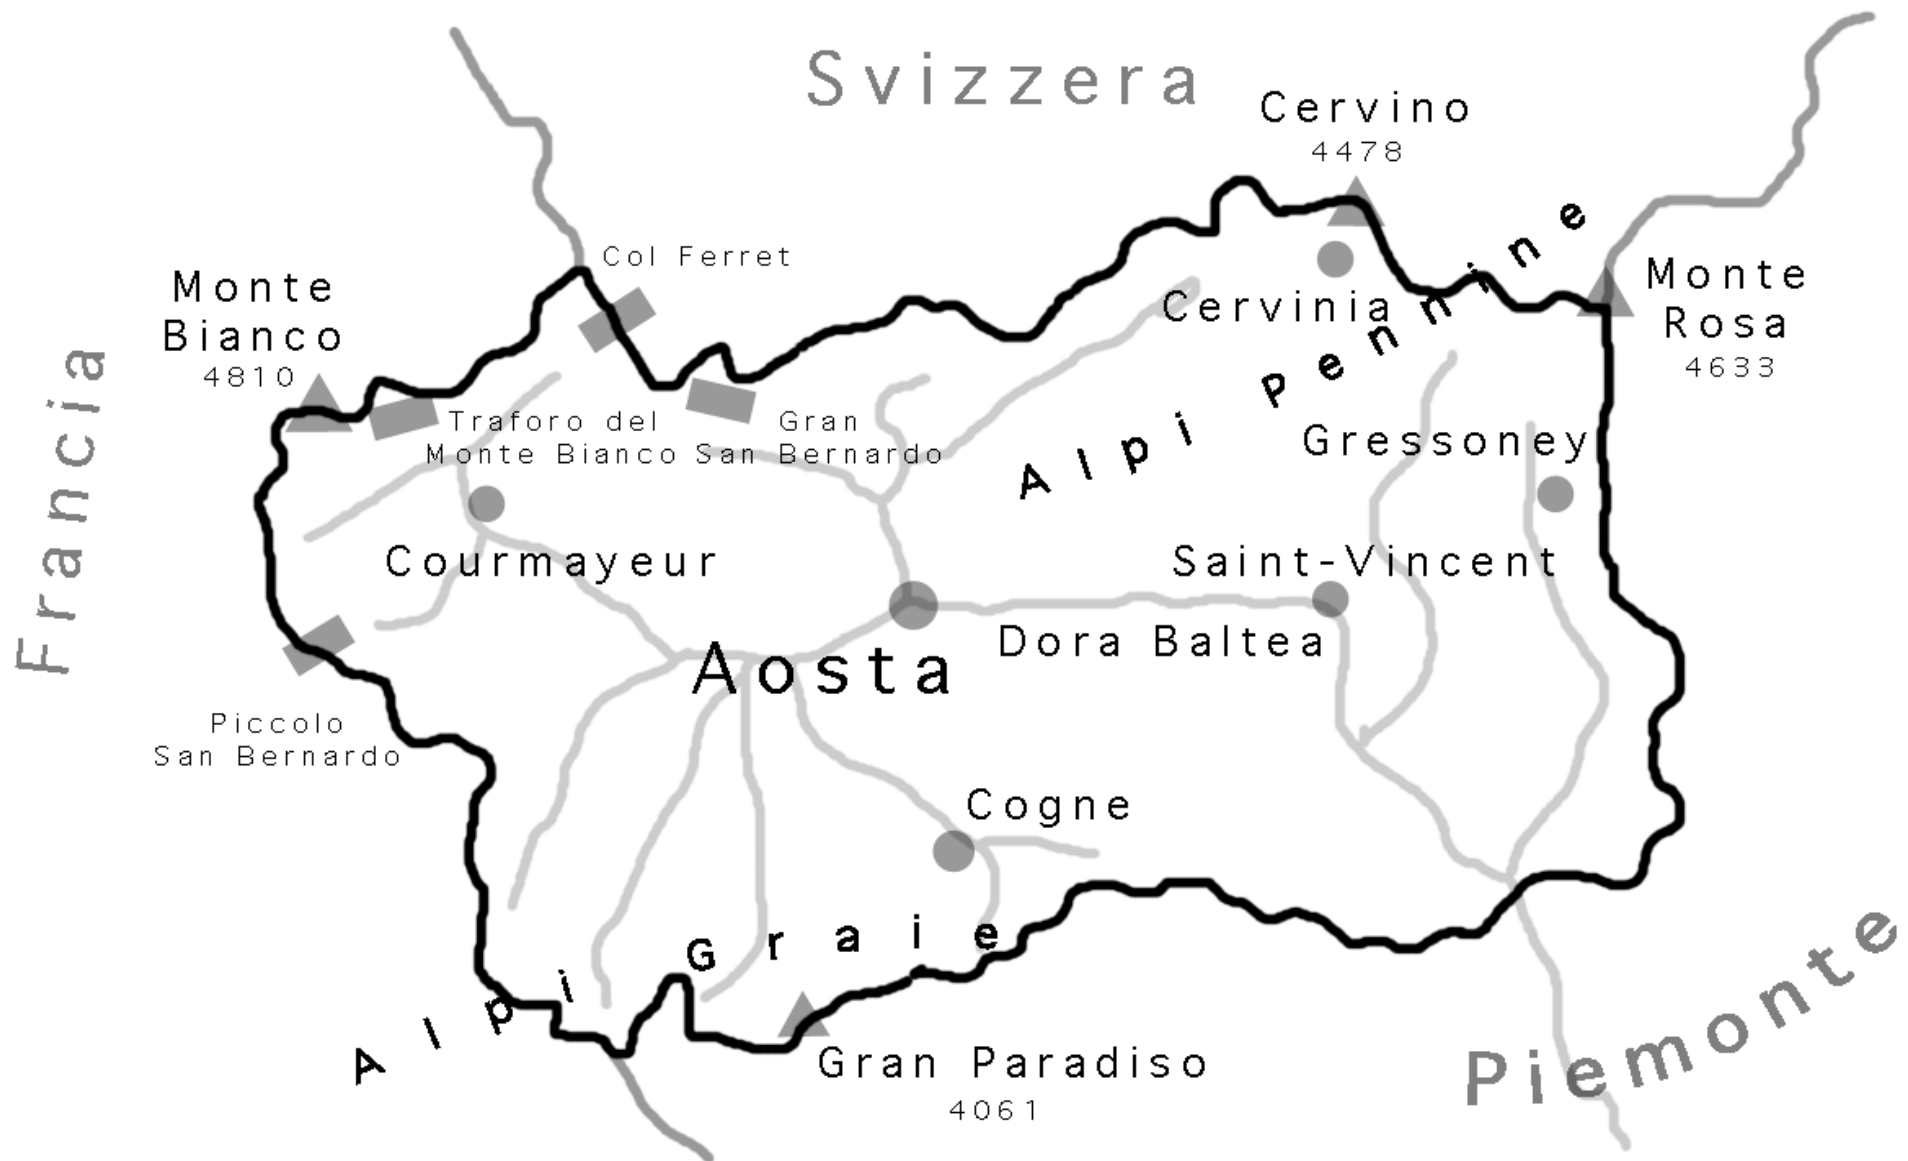 Svizzera
Cervino
4478
Col Ferret
Monte
Bianco
4810
Monte
Rosa
4633
Cervinia
Alpi Pennine
Francia
Traforo del
Monte Bianco
Gran
San Bernardo
Gressoney
Courmayeur
Saint-Vincent
Dora Baltea
Aosta
Piccolo
San Bernardo
Cogne
Alpi Graie
Piemonte
Gran Paradiso
4061